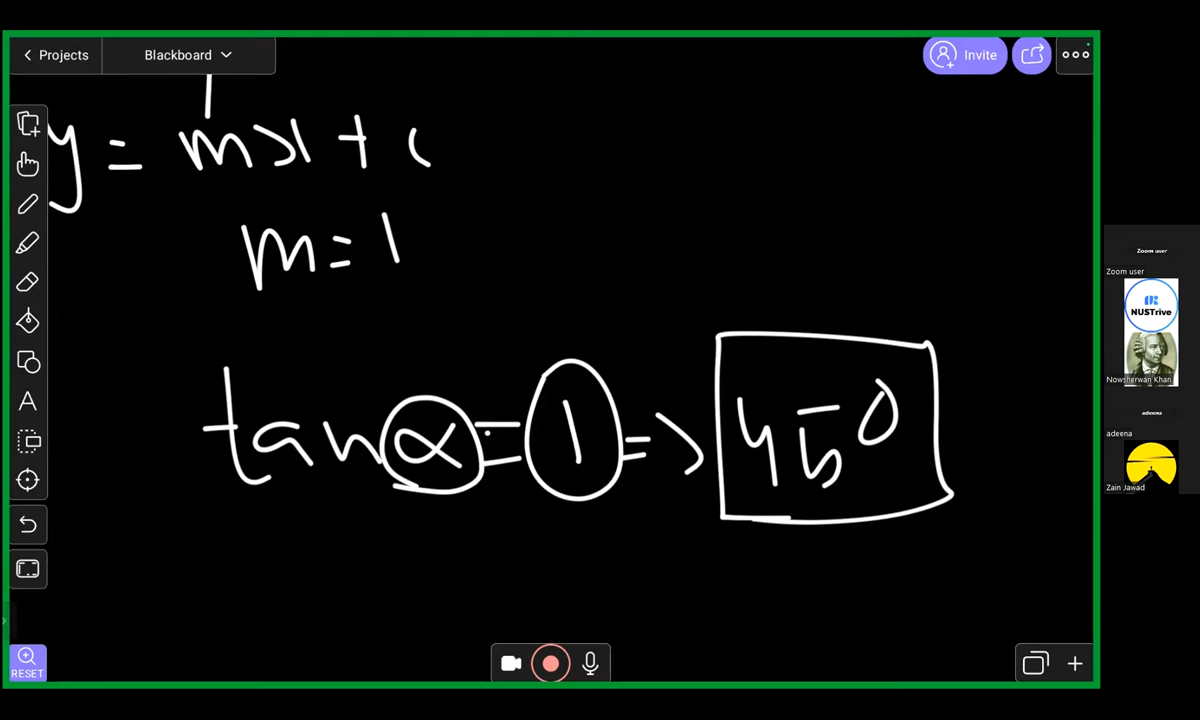 Projects
Blackboard
Invite
y = mx + c
m = 1
tan α = 1 => 45°
RESET
Zoom user
Zoom user
NUSTrive
Nowsherwan Khan
adeena
adeena
Zain Jawad